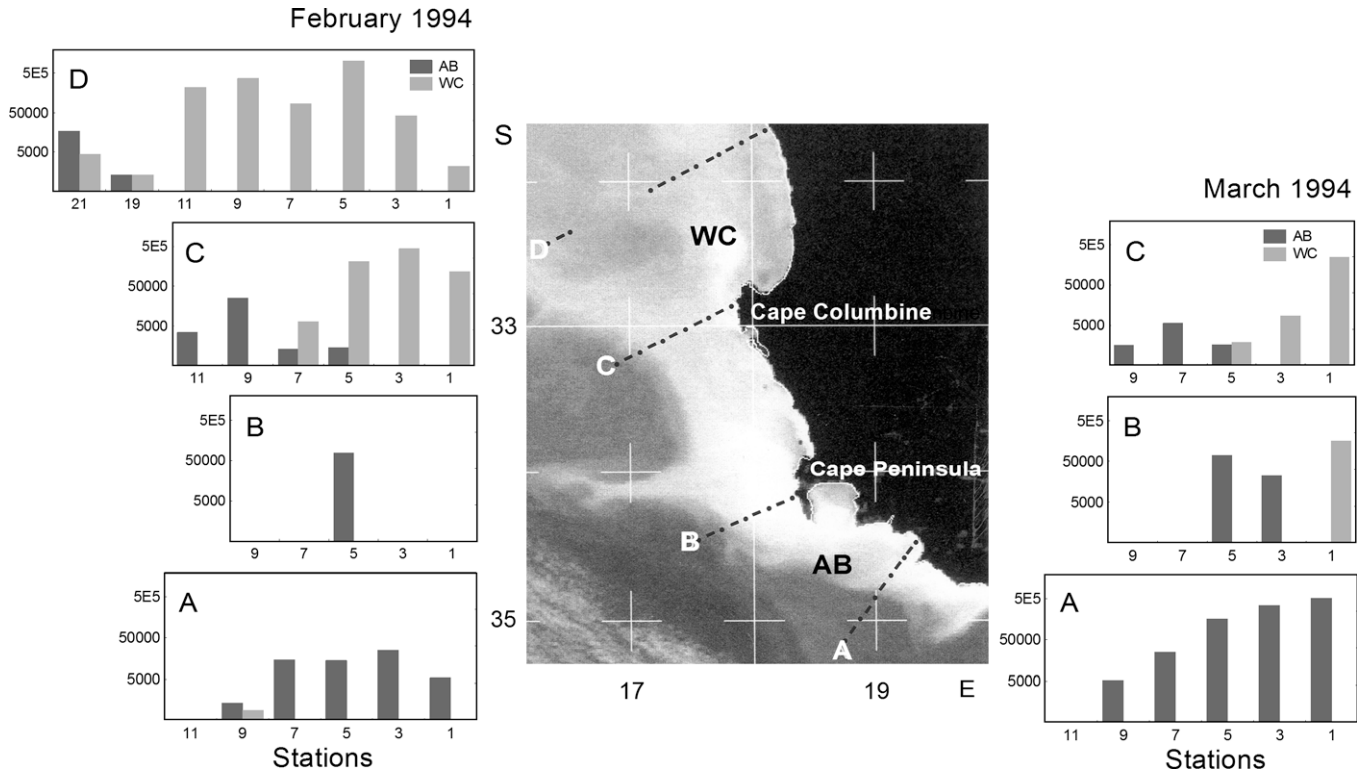 February 1994
D
AB
WC
5E5
50000
5000
21 19 11 9 7 5 3 1
C
5E5
50000
5000
11 9 7 5 3 1
B
5E5
50000
5000
9 7 5 3 1
A
5E5
50000
5000
11 9 7 5 3 1
Stations
S
WC
D
Cape Columbine
33
C
Cape Peninsula
B
AB
35
A
17 19 E
March 1994
C
AB
WC
5E5
50000
5000
9 7 5 3 1
B
5E5
50000
5000
9 7 5 3 1
A
5E5
50000
5000
11 9 7 5 3 1
Stations